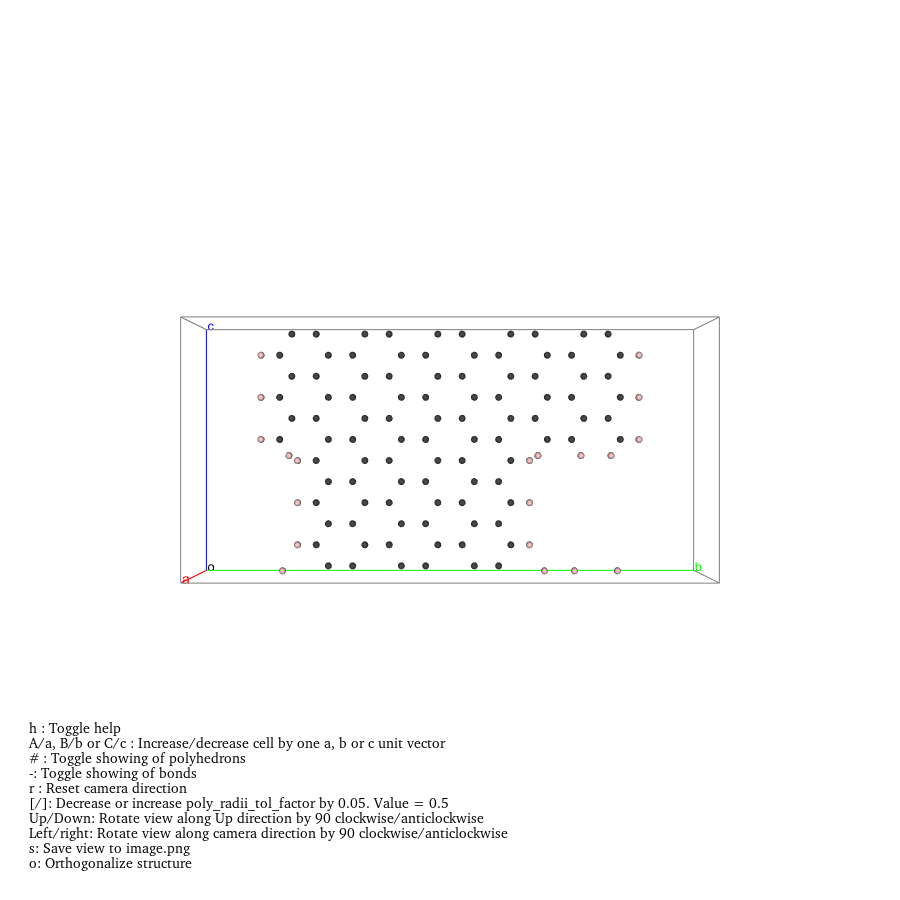 c
o
a
b
h : Toggle help
A/a, B/b or C/c : Increase/decrease cell by one a, b or c unit vector
# : Toggle showing of polyhedrons
-: Toggle showing of bonds
r : Reset camera direction
[/]: Decrease or increase poly_radii_tol_factor by 0.05. Value = 0.5
Up/Down: Rotate view along Up direction by 90 clockwise/anticlockwise
Left/right: Rotate view along camera direction by 90 clockwise/anticlockwise
s: Save view to image.png
o: Orthogonalize structure